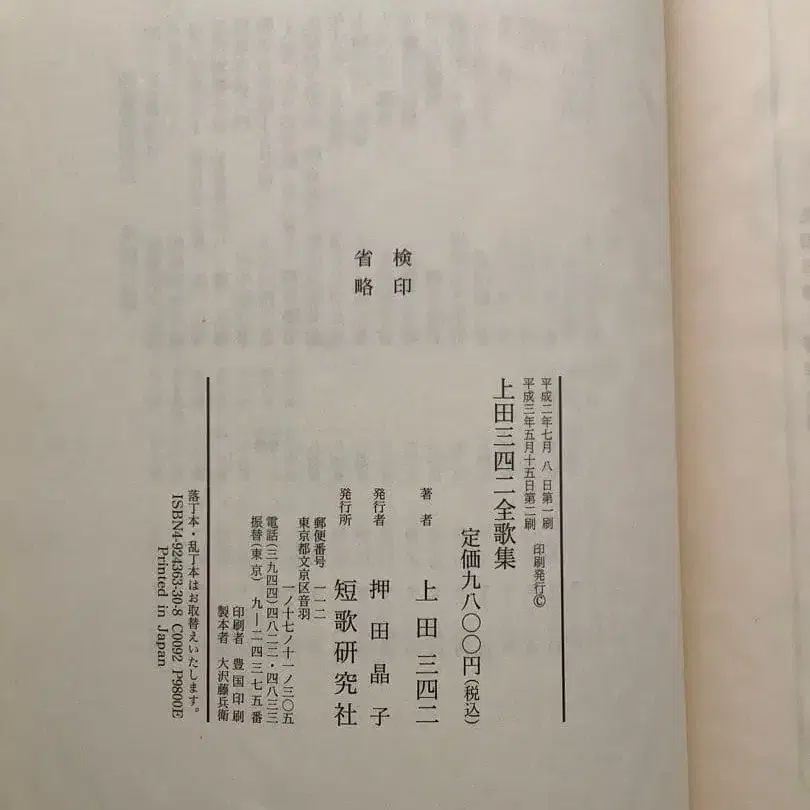 検印
省略
平成二年七月八日第一刷
平成三年五月十五日第二刷
印刷発行©
上田三四二全歌集
定価九八〇〇円(税込)
著者 上田三四二
発行者 押田晶子
発行所 短歌研究社
郵便番号 一一二
東京都文京区音羽
一ノ十七ノ十一ノ三〇五
電話(三九四四)四八二二・四八三三
振替(東京) 九―二四三七五番
印刷者 豊国印刷
製本者 大沢藤兵衛
落丁本・乱丁本はお取替えいたします。
ISBN4-924363-30-8 C0092 P9800E
Printed in Japan